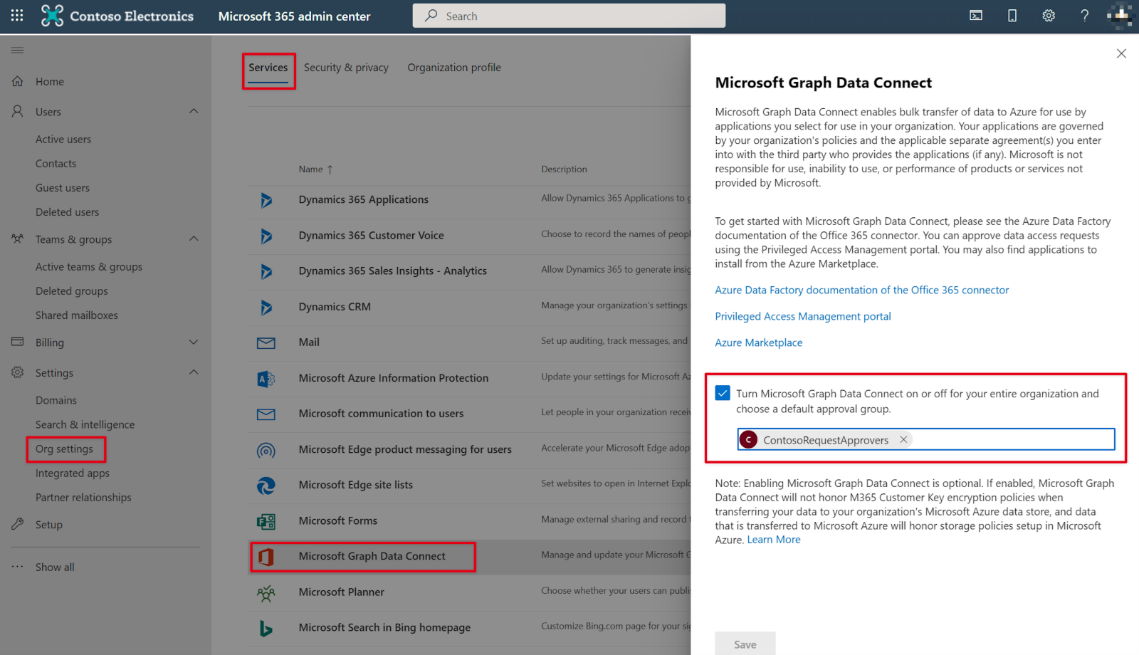 Contoso Electronics
Microsoft 365 admin center
Search
Home
Users
Active users
Contacts
Guest users
Deleted users
Teams & groups
Active teams & groups
Deleted groups
Shared mailboxes
Billing
Settings
Domains
Search & intelligence
Org settings
Integrated apps
Partner relationships
Setup
Show all
Services
Security & privacy
Organization profile
Name ↑
Description
Dynamics 365 Applications
Allow Dynamics 365 Applications to
Dynamics 365 Customer Voice
Choose to record the names of
Dynamics 365 Sales Insights - Analytics
Allow Dynamics 365 to generate
Dynamics CRM
Manage your organization's settings
Mail
Set up auditing, track messages, and
Microsoft Azure Information Protection
Update your settings for Microsoft
Microsoft communication to users
Let people in your organization
Microsoft Edge product messaging for users
Accelerate your Microsoft Edge
Microsoft Edge site lists
Set websites to open in Internet
Microsoft Forms
Manage external sharing and record
Microsoft Graph Data Connect
Manage and update your Microsoft
Microsoft Planner
Choose whether your users can
Microsoft Search in Bing homepage
Customize Bing.com page for your
Microsoft Graph Data Connect
Microsoft Graph Data Connect enables bulk transfer of data to Azure for use by
applications you select for use in your organization. Your applications are governed
by your organization's policies and the applicable separate agreement(s) you enter
into with the third party who provides the applications (if any). Microsoft is not
responsible for use, inability to use, or performance of products or services not
provided by Microsoft.
To get started with Microsoft Graph Data Connect, please see the Azure Data Factory
documentation of the Office 365 connector. You can approve data access requests
using the Privileged Access Management portal. You may also find applications to
install from the Azure Marketplace.
Azure Data Factory documentation of the Office 365 connector
Privileged Access Management portal
Azure Marketplace
Turn Microsoft Graph Data Connect on or off for your entire organization and
choose a default approval group.
C ContosoRequestApprovers
Note: Enabling Microsoft Graph Data Connect is optional. If enabled, Microsoft Graph
Data Connect will not honor M365 Customer Key encryption policies when
transferring your data to your organization's Microsoft Azure data store, and data
that is transferred to Microsoft Azure will honor storage policies setup in Microsoft
Azure. Learn More
Save